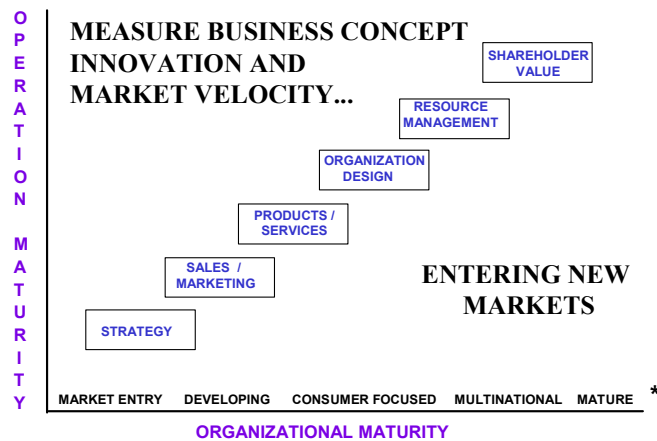 OPERATION MATURITY
MEASURE BUSINESS CONCEPT
INNOVATION AND
MARKET VELOCITY...
SHAREHOLDER
VALUE
RESOURCE
MANAGEMENT
ORGANIZATION
DESIGN
PRODUCTS /
SERVICES
SALES /
MARKETING
STRATEGY
ENTERING NEW
MARKETS
MARKET ENTRY DEVELOPING CONSUMER FOCUSED MULTINATIONAL MATURE *
ORGANIZATIONAL MATURITY